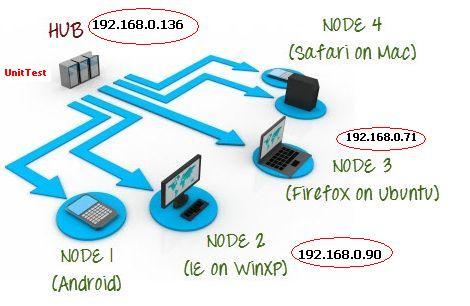 HUB
192.168.0.136
UnitTest
NODE 4
(Safari on Mac)
192.168.0.71
NODE 3
(Firefox on Ubuntu)
NODE 1
(Android)
NODE 2
(IE on WinXP)
192.168.0.90